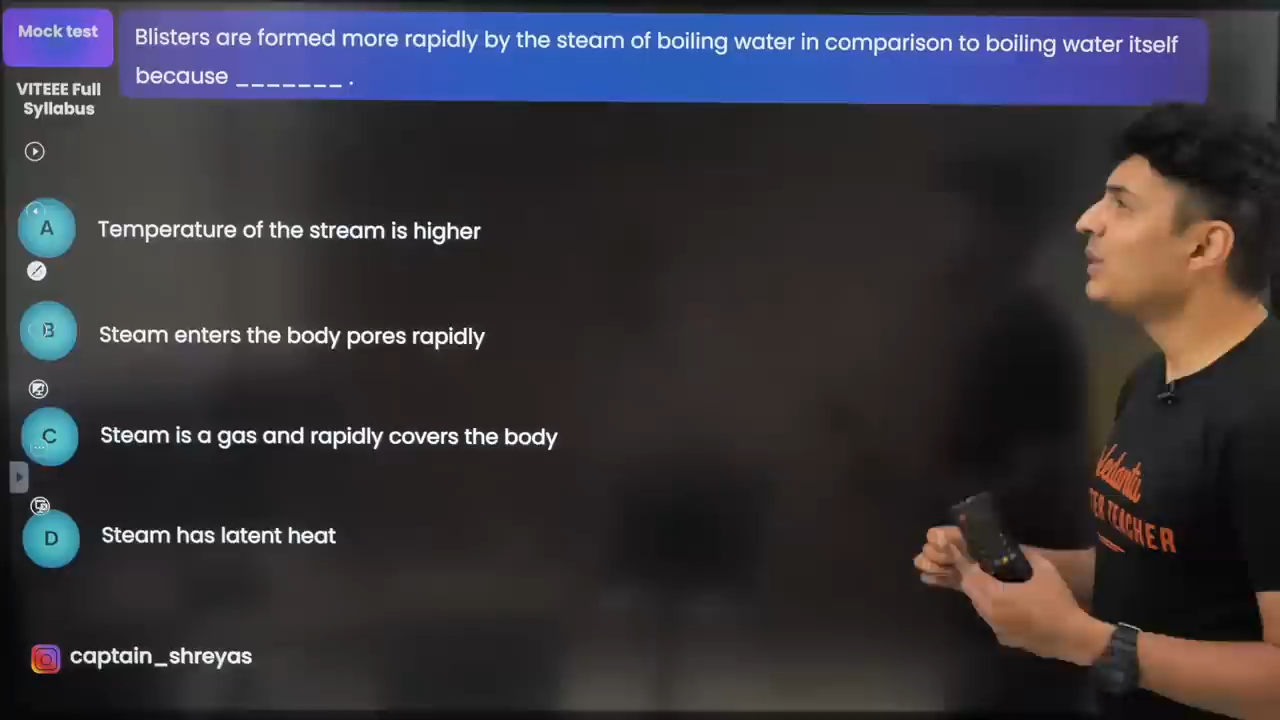 Mock test
Blisters are formed more rapidly by the steam of boiling water in comparison to boiling water itself
because _______ .
VITEEE Full
Syllabus
A
Temperature of the stream is higher
B
Steam enters the body pores rapidly
C
Steam is a gas and rapidly covers the body
D
Steam has latent heat
captain_shreyas
Vedantu
TER TEACHER